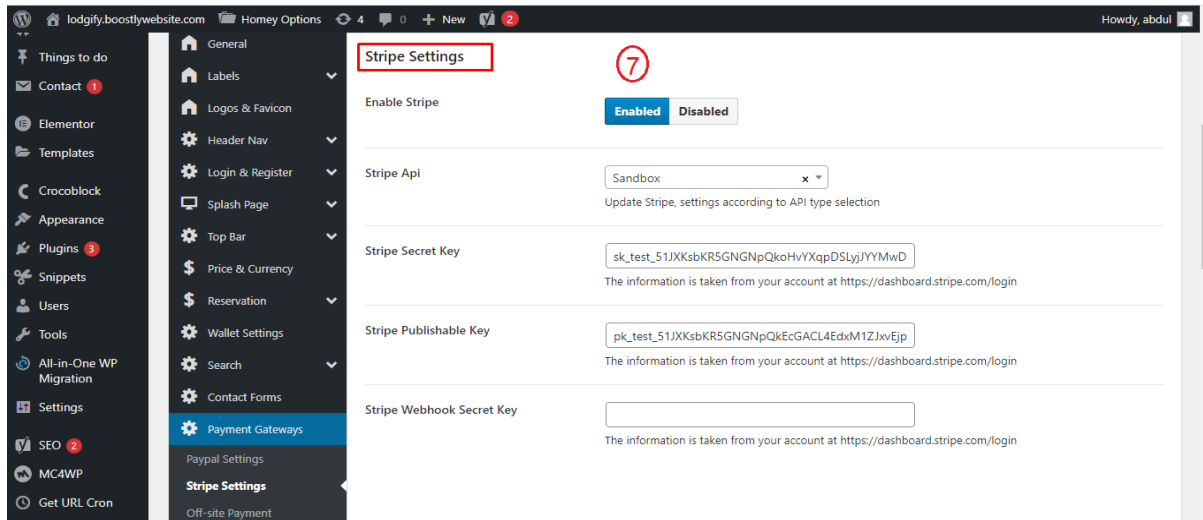 lodgify.boostlywebsite.com Homey Options 4 0 + New 2 Howdy, abdul
Things to do
Contact 1
Elementor
Templates
Crocoblock
Appearance
Plugins 3
Snippets
Users
Tools
All-in-One WP
Migration
Settings
SEO 2
MC4WP
Get URL Cron
General
Labels
Logos & Favicon
Header Nav
Login & Register
Splash Page
Top Bar
Price & Currency
Reservation
Wallet Settings
Search
Contact Forms
Payment Gateways
Paypal Settings
Stripe Settings
Off-site Payment
Stripe Settings
7
Enable Stripe
Enabled Disabled
Stripe Api
Sandbox
Update Stripe, settings according to API type selection
Stripe Secret Key
sk_test_51JXKsbKR5GNGNpQkoHvYXqpDSLyjJYYMwD
The information is taken from your account at https://dashboard.stripe.com/login
Stripe Publishable Key
pk_test_51JXKsbKR5GNGNpQkEcGACL4EdxM1ZJxvEjp
The information is taken from your account at https://dashboard.stripe.com/login
Stripe Webhook Secret Key
The information is taken from your account at https://dashboard.stripe.com/login